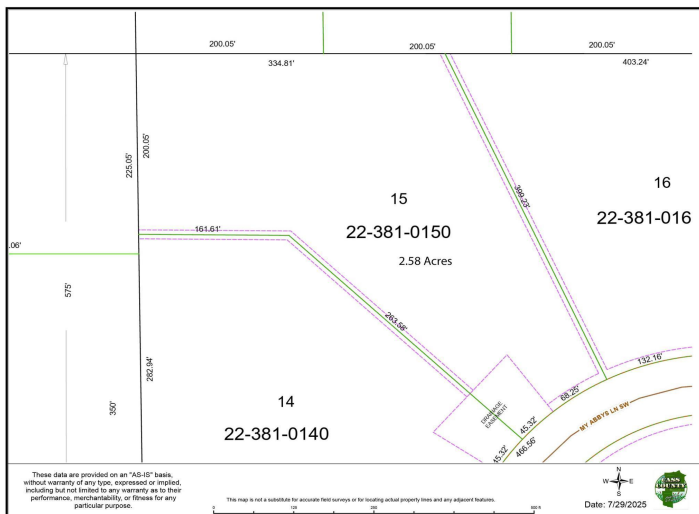 200.05'
200.05'
200.05'
334.81'
403.24'
225.05'
200.05'
399.23'
15
22-381-0150
2.58 Acres
16
22-381-016
161.61'
.06'
575'
263.58'
282.94'
350'
14
22-381-0140
DRAINAGE
EASEMENT
45.32'
45.32'
466.56'
68.25'
132.16'
MY ABBYS LN SW
These data are provided on an "AS-IS" basis,
without warranty of any type, expressed or implied,
including but not limited to any warranty as to their
performance, merchantability, or fitness for any
particular purpose.
This map is not a substitute for accurate field surveys or for locating actual property lines and any adjacent features.
N
W E
S
CASS
COUNTY
Date: 7/29/2025